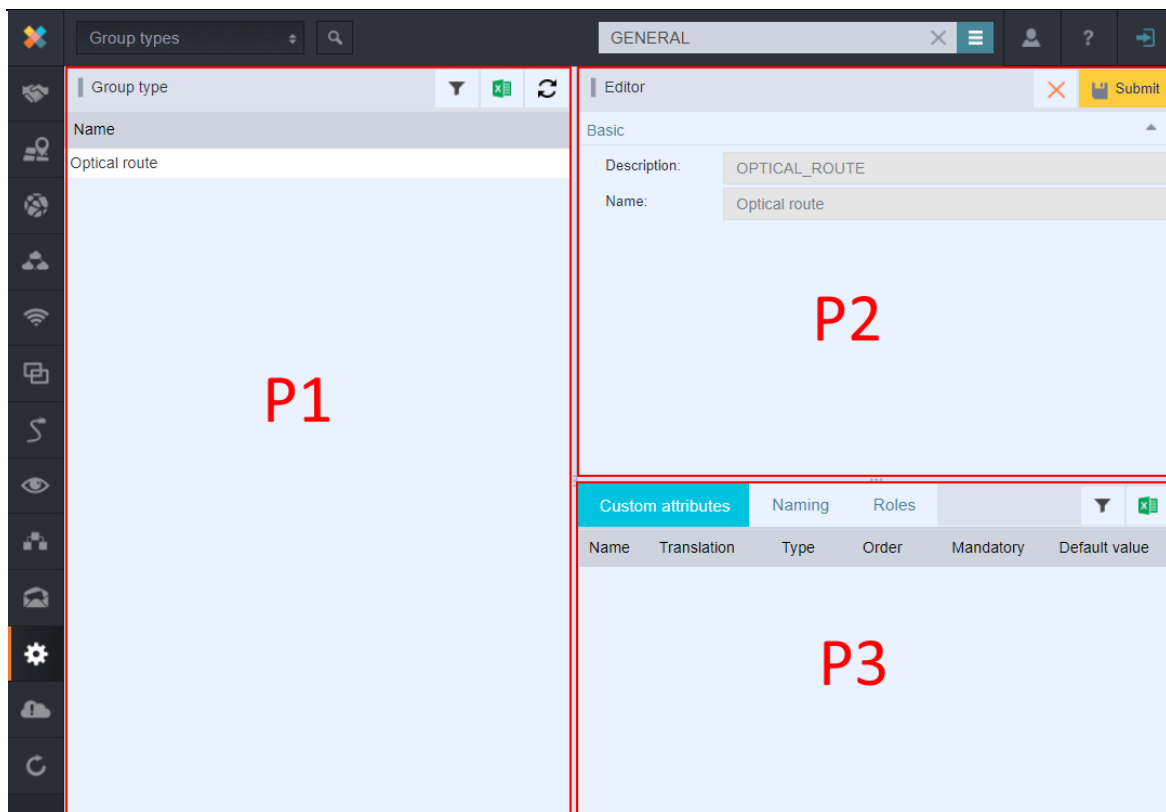 Group types
GENERAL
?
Group type
Name
Optical route
P1
Editor
Submit
Basic
Description: OPTICAL_ROUTE
Name: Optical route
P2
Custom attributes Naming Roles
Name Translation Type Order Mandatory Default value
P3